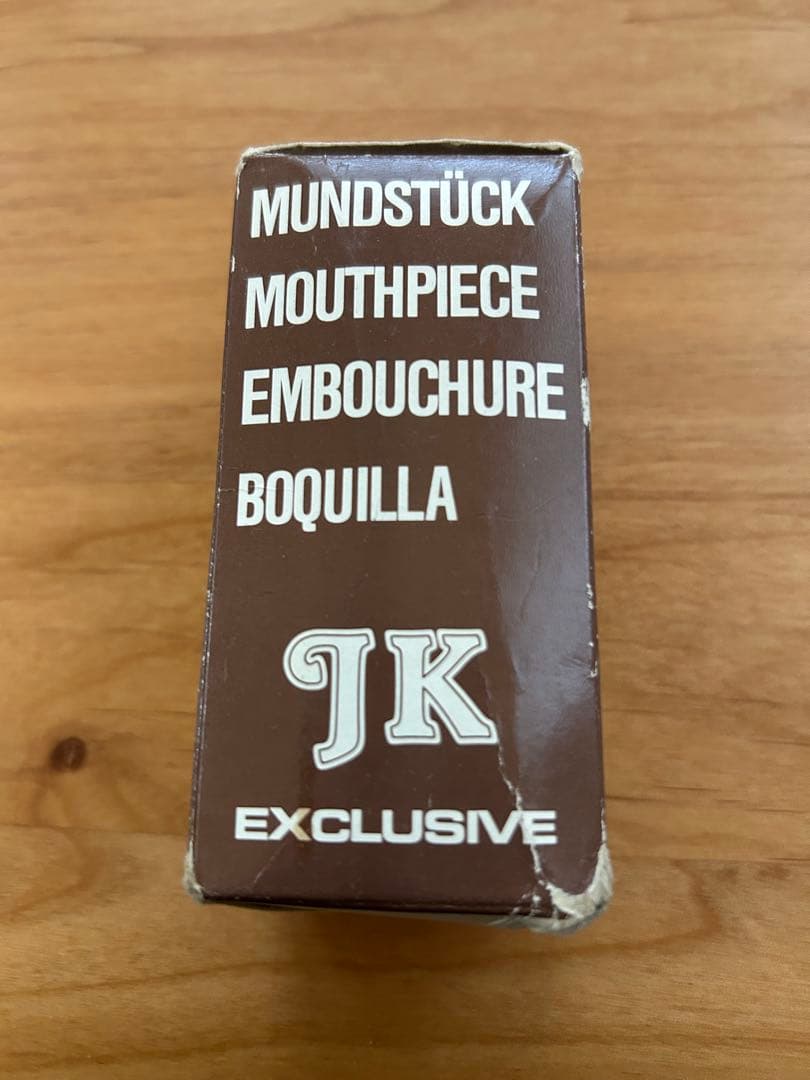 MUNDSTÜCK
MOUTHPIECE
EMBOUCHURE
BOQUILLA
JK
EXCLUSIVE